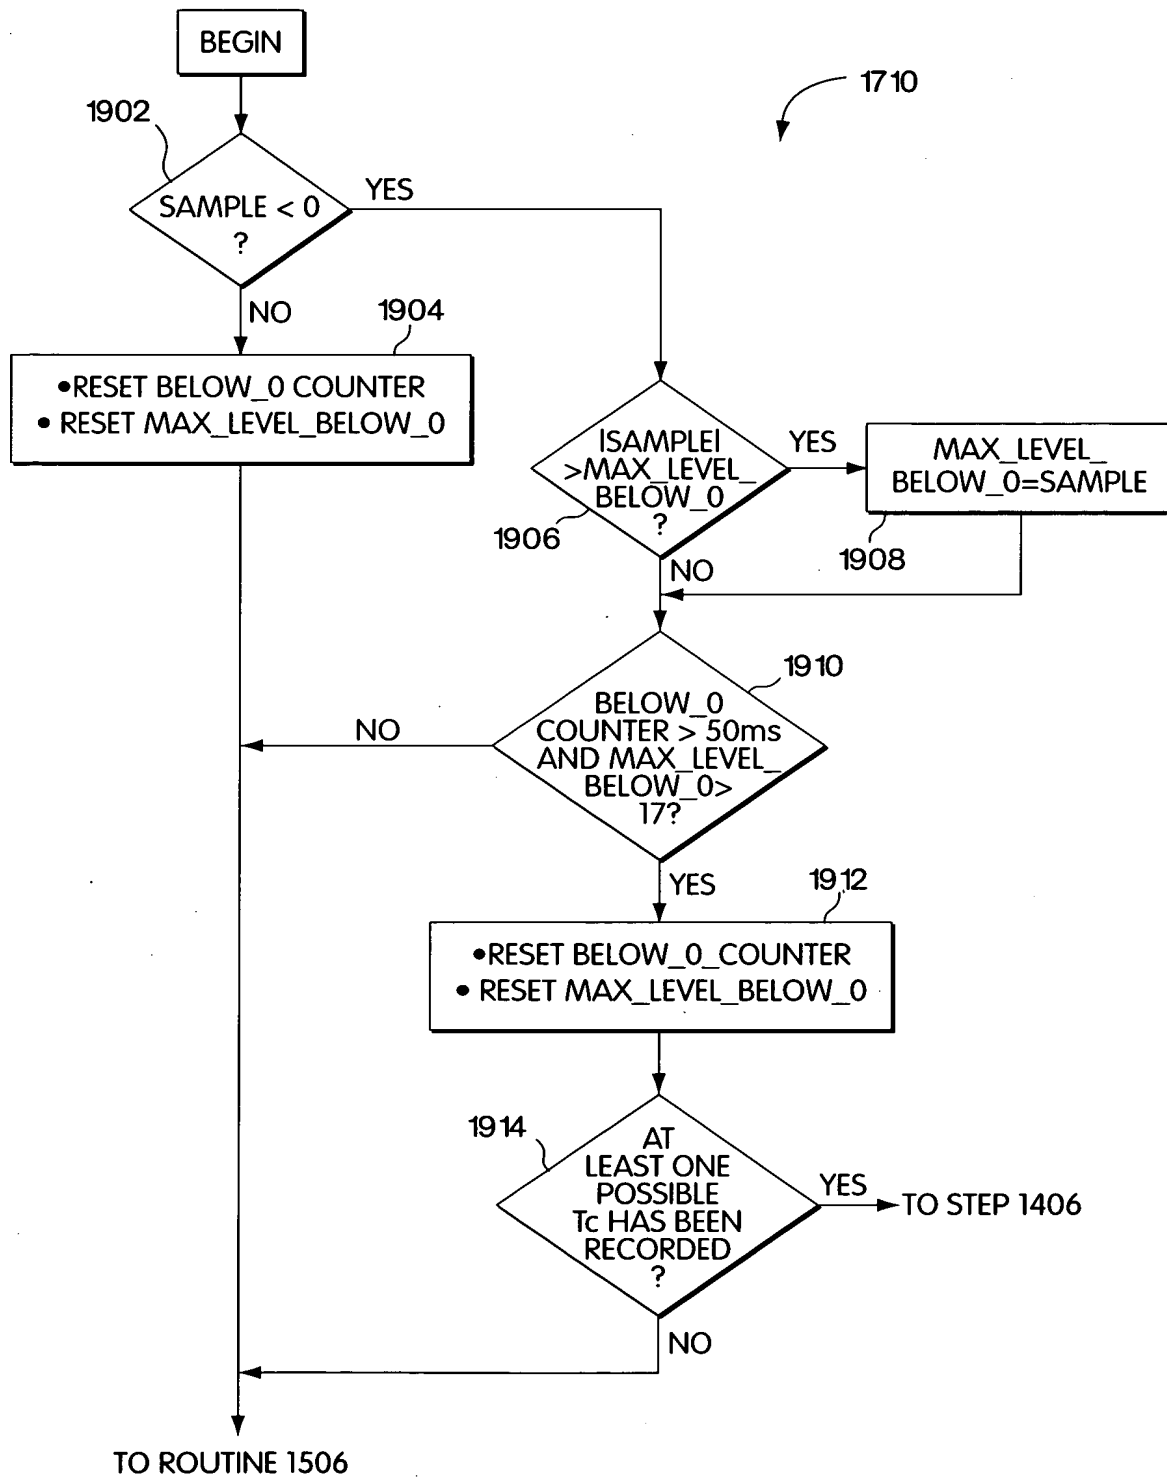 BEGIN
1710
1902
SAMPLE < 0
?
YES
NO
1904
•RESET BELOW_0 COUNTER
• RESET MAX_LEVEL_BELOW_0
|SAMPLE|
>MAX_LEVEL_
BELOW_0
?
1906
YES
MAX_LEVEL_
BELOW_0=SAMPLE
1908
NO
1910
BELOW_0
COUNTER > 50ms
AND MAX_LEVEL_
BELOW_0>
17?
NO
YES
1912
•RESET BELOW_0_COUNTER
• RESET MAX_LEVEL_BELOW_0
1914
AT
LEAST ONE
POSSIBLE
Tc HAS BEEN
RECORDED
?
YES
TO STEP 1406
NO
TO ROUTINE 1506